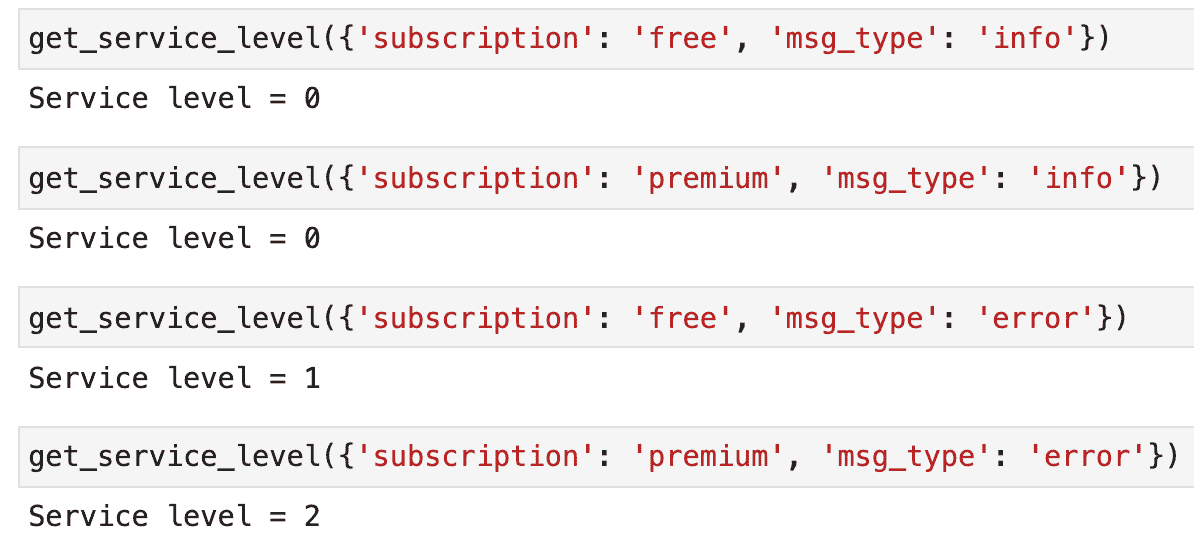 get_service_level({'subscription': 'free', 'msg_type': 'info'})
Service level = 0
get_service_level({'subscription': 'premium', 'msg_type': 'info'})
Service level = 0
get_service_level({'subscription': 'free', 'msg_type': 'error'})
Service level = 1
get_service_level({'subscription': 'premium', 'msg_type': 'error'})
Service level = 2